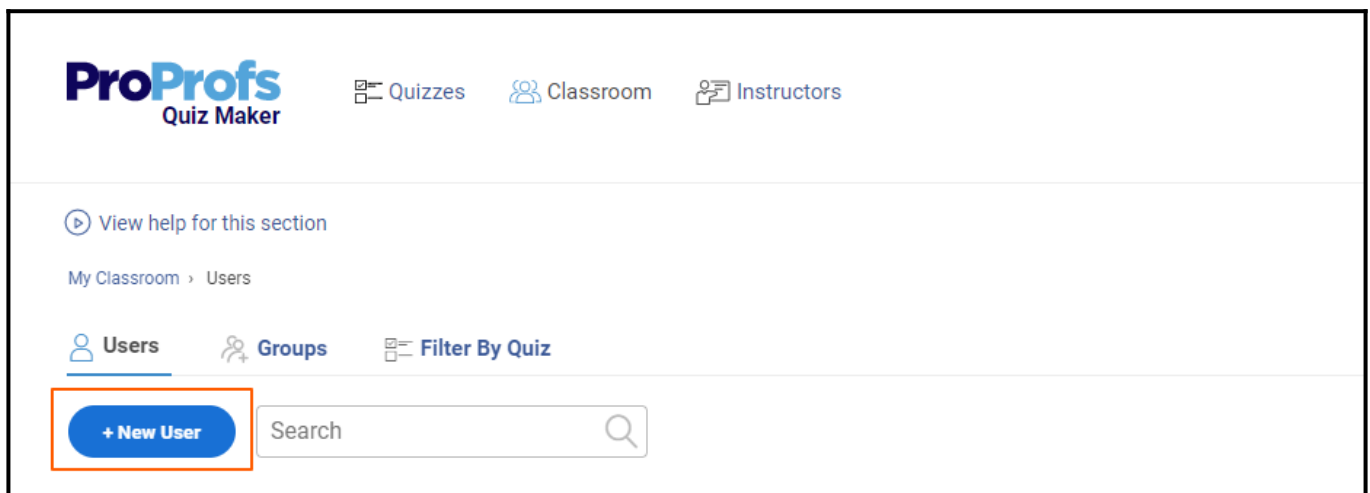 ProProfs
Quiz Maker
Quizzes Classroom Instructors
View help for this section
My Classroom › Users
Users Groups Filter By Quiz
+ New User Search